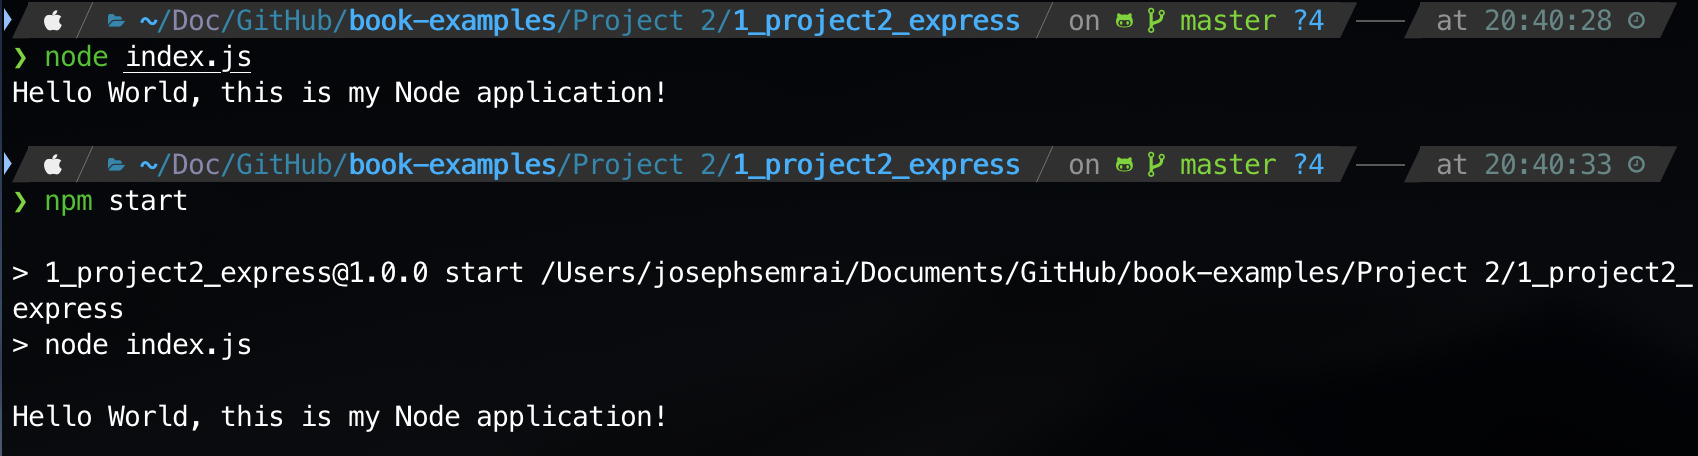 ~/Doc/GitHub/book-examples/Project 2/1_project2_express on master ?4 at 20:40:28
❯ node index.js
Hello World, this is my Node application!
~/Doc/GitHub/book-examples/Project 2/1_project2_express on master ?4 at 20:40:33
❯ npm start
> 1_project2_express@1.0.0 start /Users/josephsemrai/Documents/GitHub/book-examples/Project 2/1_project2_
express
> node index.js
Hello World, this is my Node application!